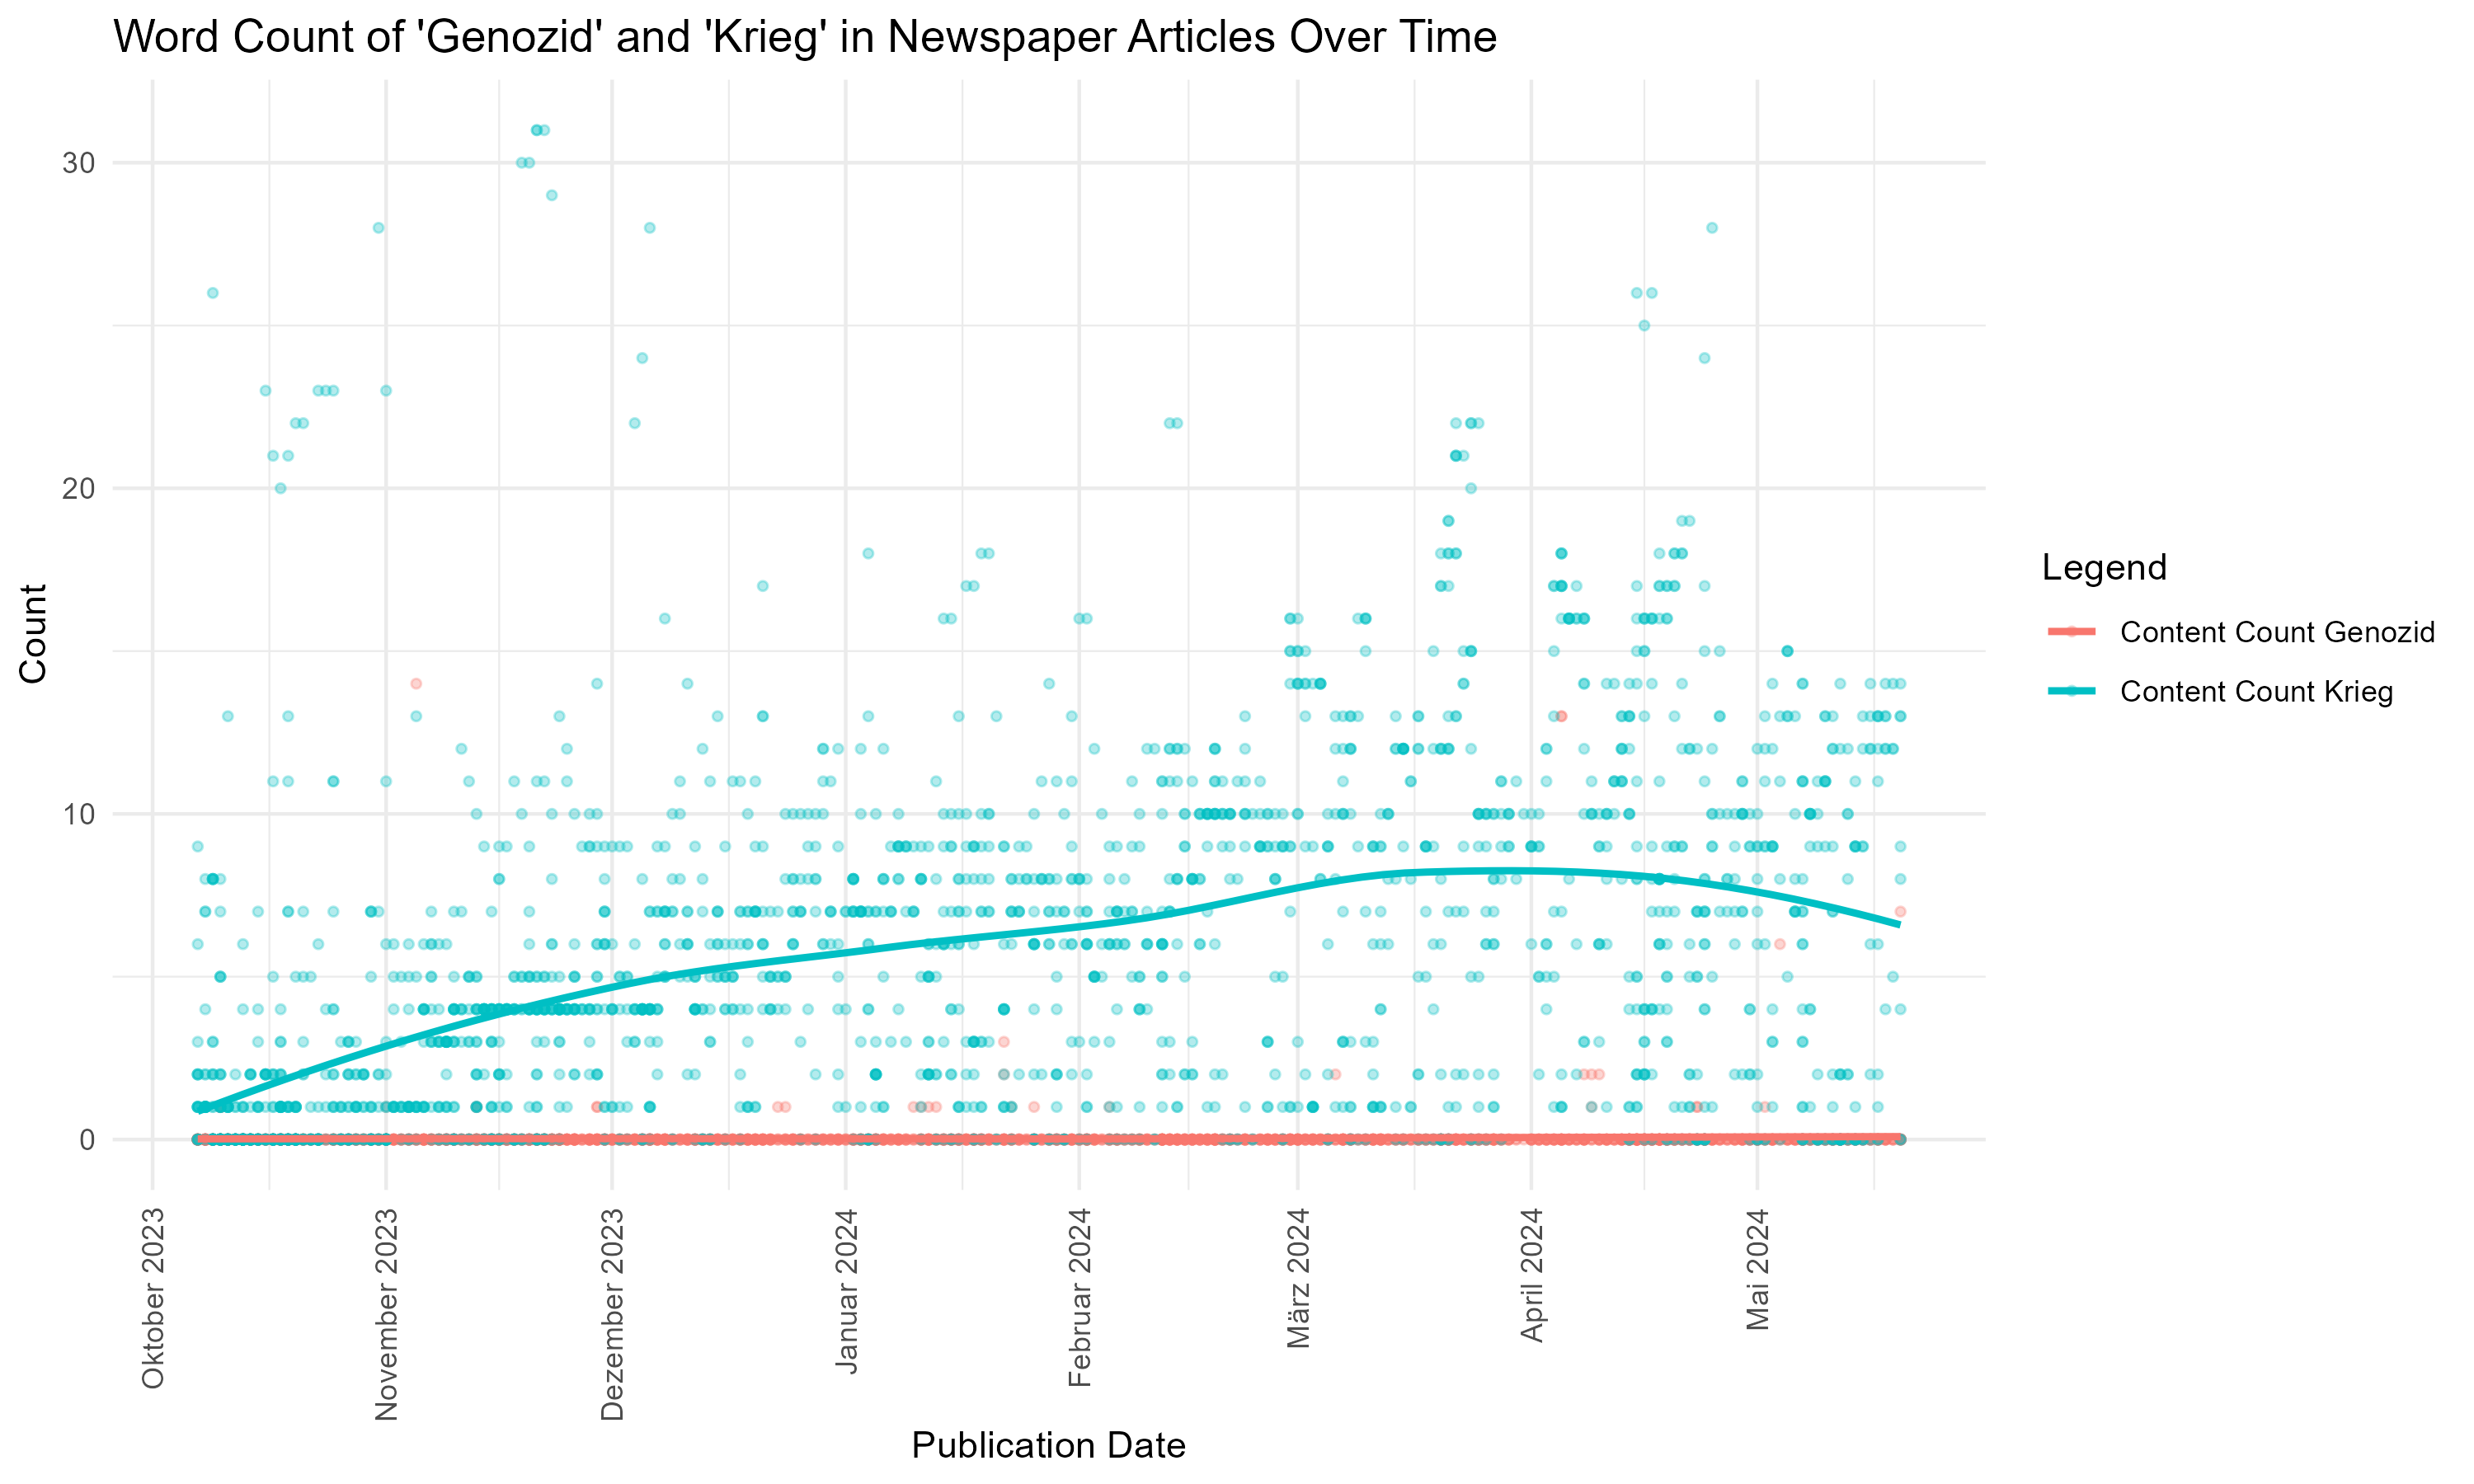 Word Count of 'Genozid' and 'Krieg' in Newspaper Articles Over Time
Count
30
20
10
0
Oktober 2023
November 2023
Dezember 2023
Januar 2024
Februar 2024
März 2024
April 2024
Mai 2024
Publication Date
Legend
Content Count Genozid
Content Count Krieg